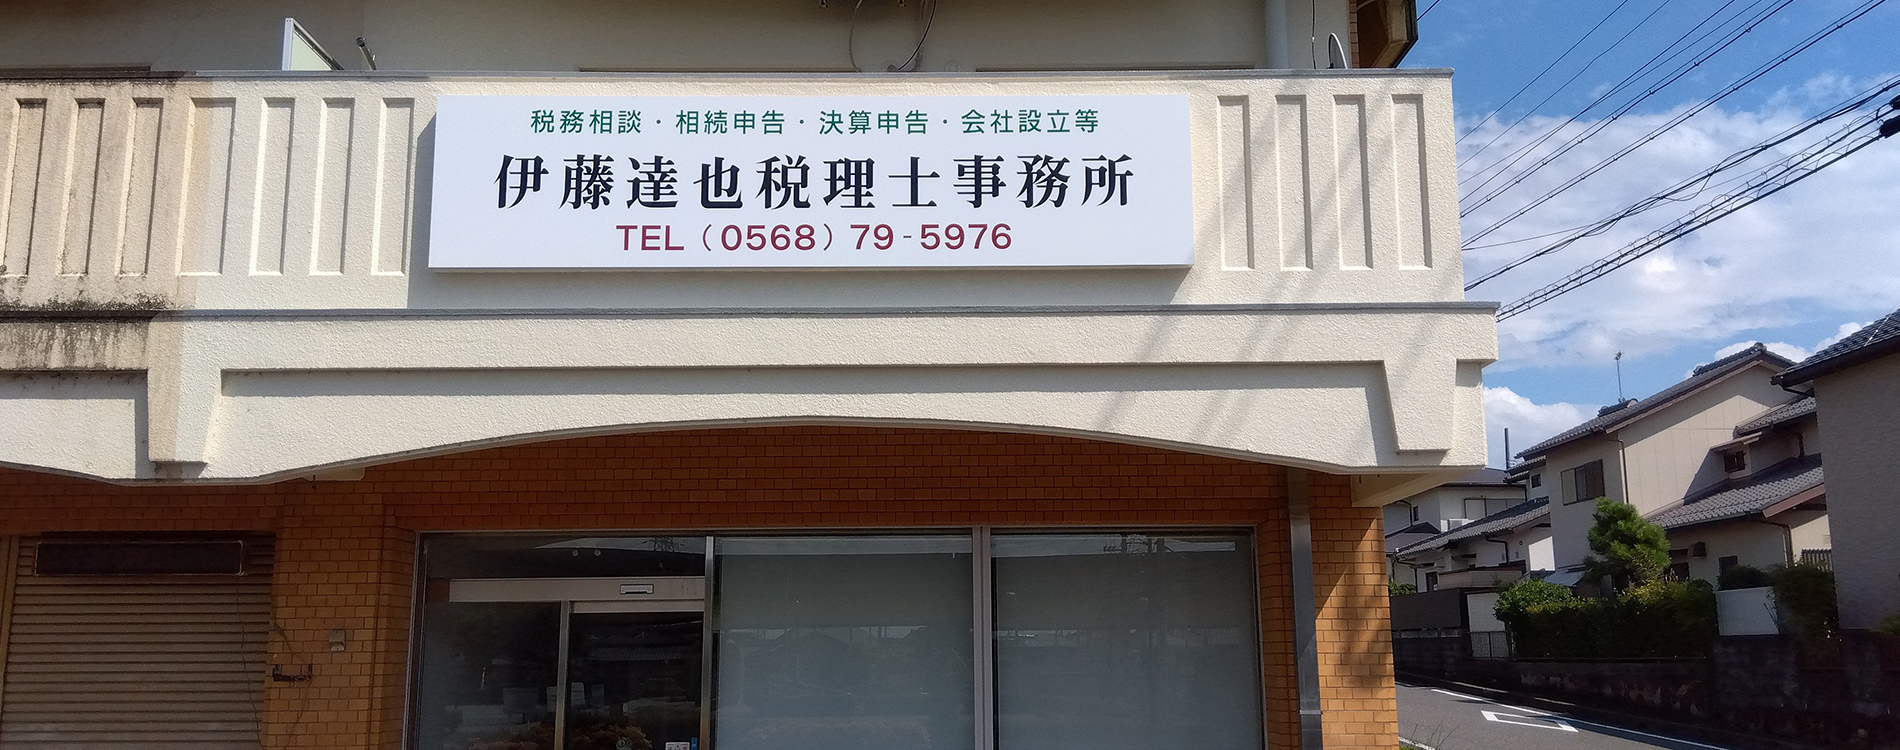 税務相談・相続申告・決算申告・会社設立等
伊藤達也税理士事務所
TEL（0568）79-5976